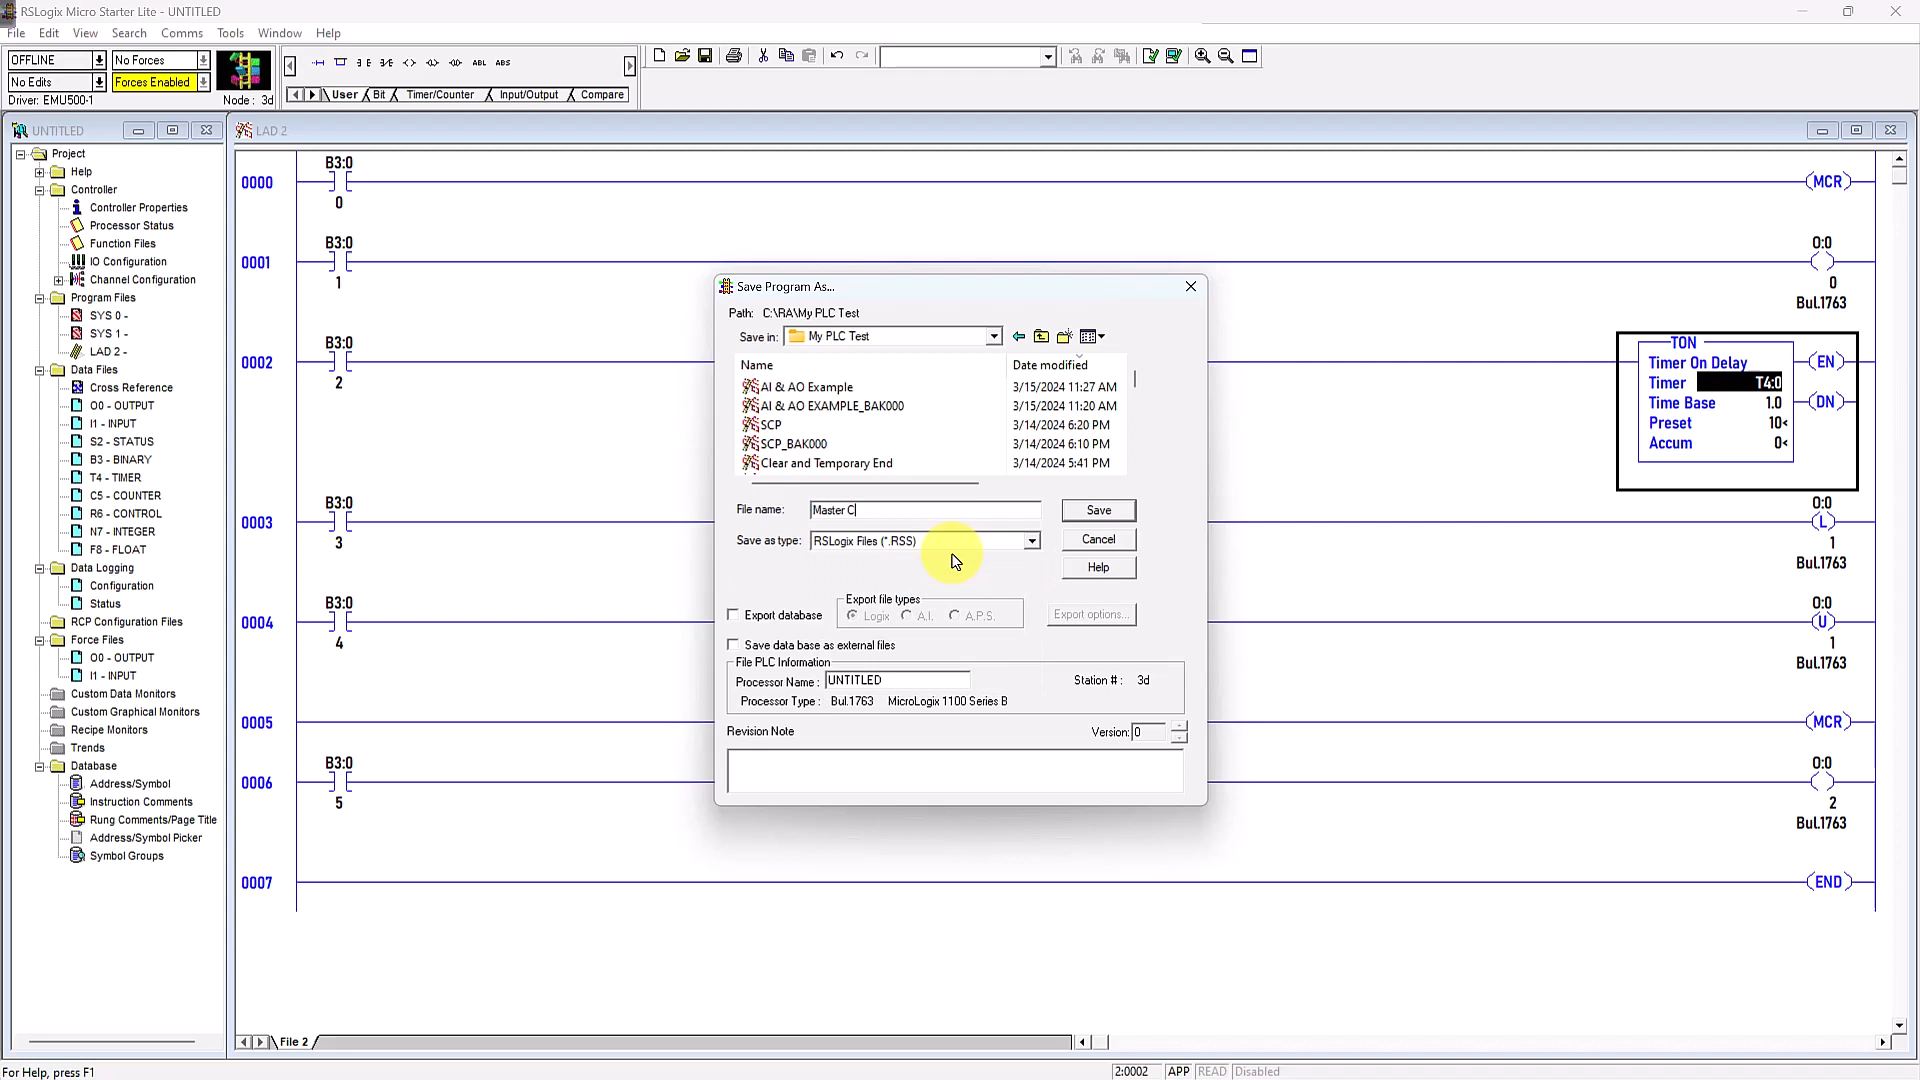 RSLogix Micro Starter Lite - UNTITLED
File Edit View Search Comms Tools Window Help
OFFLINE No Forces
No Edits Forces Enabled
Driver: EMU500-1 Node: 3d
ABL ABS
User Bit Timer/Counter Input/Output Compare
UNTITLED
Project
Help
Controller
Controller Properties
Processor Status
Function Files
IO Configuration
Channel Configuration
Program Files
SYS 0 -
SYS 1 -
LAD 2 -
Data Files
Cross Reference
O0 - OUTPUT
I1 - INPUT
S2 - STATUS
B3 - BINARY
T4 - TIMER
C5 - COUNTER
R6 - CONTROL
N7 - INTEGER
F8 - FLOAT
Data Logging
Configuration
Status
RCP Configuration Files
Force Files
O0 - OUTPUT
I1 - INPUT
Custom Data Monitors
Custom Graphical Monitors
Recipe Monitors
Trends
Database
Address/Symbol
Instruction Comments
Rung Comments/Page Title
Address/Symbol Picker
Symbol Groups
LAD 2
B3:0
0000 MCR
0
B3:0 O:0
0001
1 0
Bul.1763
B3:0
0002
2
TON
Timer On Delay EN
Timer T4:0
Time Base 1.0 DN
Preset 10<
Accum 0<
B3:0 O:0
0003 L
3 1
Bul.1763
B3:0 O:0
0004 U
4 1
Bul.1763
0005 MCR
B3:0 O:0
0006
5 2
Bul.1763
0007 END
Save Program As...
Path: C:\RA\My PLC Test
Save in: My PLC Test
Name Date modified
AI & AO Example 3/15/2024 11:27 AM
AI & AO EXAMPLE_BAK000 3/15/2024 11:20 AM
SCP 3/14/2024 6:20 PM
SCP_BAK000 3/14/2024 6:10 PM
Clear and Temporary End 3/14/2024 5:41 PM
File name: Master C Save
Save as type: RSLogix Files (*.RSS) Cancel
Help
Export file types
Export database Logix A.I. A.P.S. Export options...
Save data base as external files
File PLC Information
Processor Name : UNTITLED Station # : 3d
Processor Type : Bul.1763 MicroLogix 1100 Series B
Revision Note Version: 0
File 2
For Help, press F1 2:0002 APP READ Disabled